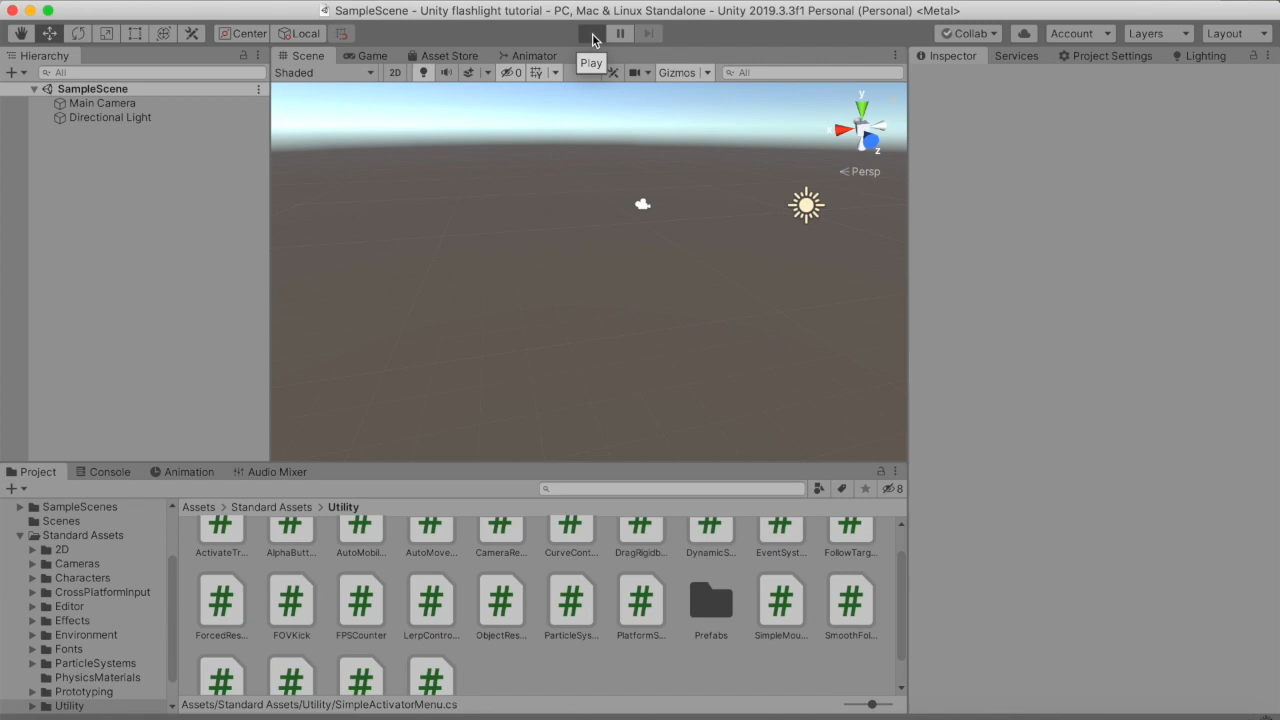 SampleScene - Unity flashlight tutorial - PC, Mac & Linux Standalone - Unity 2019.3.3f1 Personal (Personal) <Metal>
Center Local Collab Account Layers Layout
Play
Hierarchy
All
SampleScene
Main Camera
Directional Light
Scene Game Asset Store Animator
Shaded 2D 0 Gizmos All
y
x
z
Persp
Inspector Services Project Settings Lighting
Project Console Animation Audio Mixer
8
SampleScenes
Scenes
Standard Assets
2D
Cameras
Characters
CrossPlatformInput
Editor
Effects
Environment
Fonts
ParticleSystems
PhysicsMaterials
Prototyping
Utility
Assets > Standard Assets > Utility
# # # # # # # # # #
ActivateTr... AlphaButt... AutoMobil... AutoMove... CameraRe... CurveCont... DragRigidb... DynamicS... EventSyst... FollowTarg...
# # # # # # # # #
ForcedRes... FOVKick FPSCounter LerpContro... ObjectRes... ParticleSys... PlatformS... Prefabs SimpleMou... SmoothFol...
# # # #
Assets/Standard Assets/Utility/SimpleActivatorMenu.cs